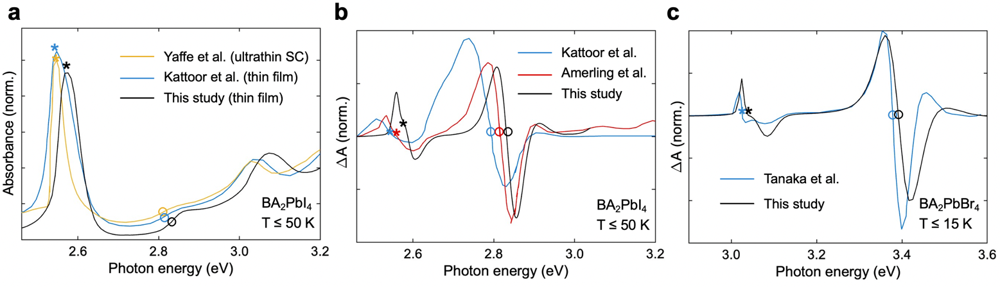 a
Absorbance (norm.)
Yaffe et al. (ultrathin SC)
Kattoor et al. (thin film)
This study (thin film)
BA₂PbI₄
T ≤ 50 K
2.6 2.8 3.0 3.2
Photon energy (eV)
b
ΔA (norm.)
Kattoor et al.
Amerling et al.
This study
BA₂PbI₄
T ≤ 50 K
2.6 2.8 3.0 3.2
Photon energy (eV)
c
ΔA (norm.)
Tanaka et al.
This study
BA₂PbBr₄
T ≤ 15 K
3.0 3.2 3.4 3.6
Photon energy (eV)